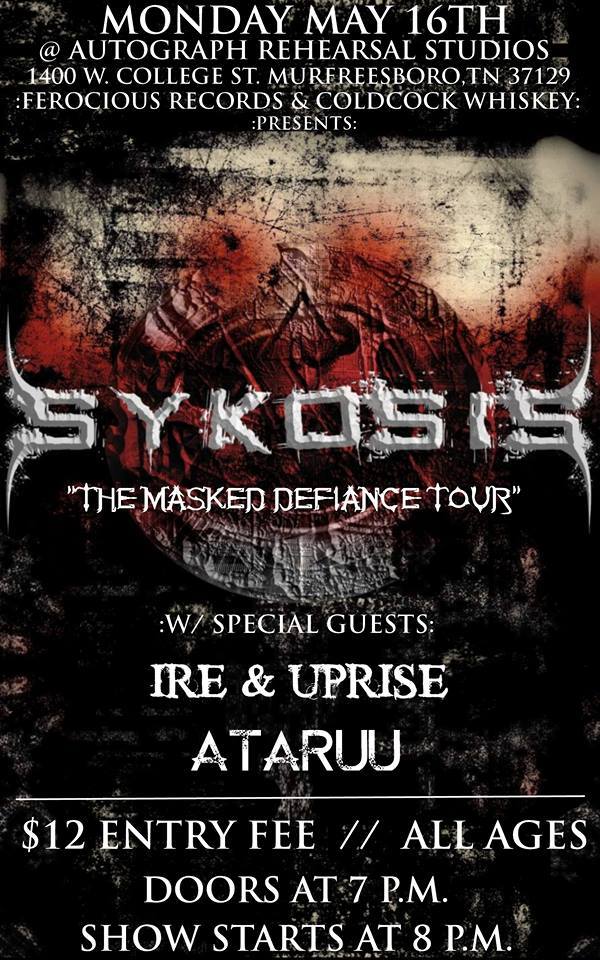 MONDAY MAY 16TH
@ AUTOGRAPH REHEARSAL STUDIOS
1400 W. COLLEGE ST. MURFREESBORO,TN 37129
:FEROCIOUS RECORDS & COLDCOCK WHISKEY:
:PRESENTS:
SYKOSIS
"THE MASKED DEFIANCE TOUR"
:W/ SPECIAL GUESTS:
IRE & UPRISE
ATARUU
$12 ENTRY FEE // ALL AGES
DOORS AT 7 P.M.
SHOW STARTS AT 8 P.M.